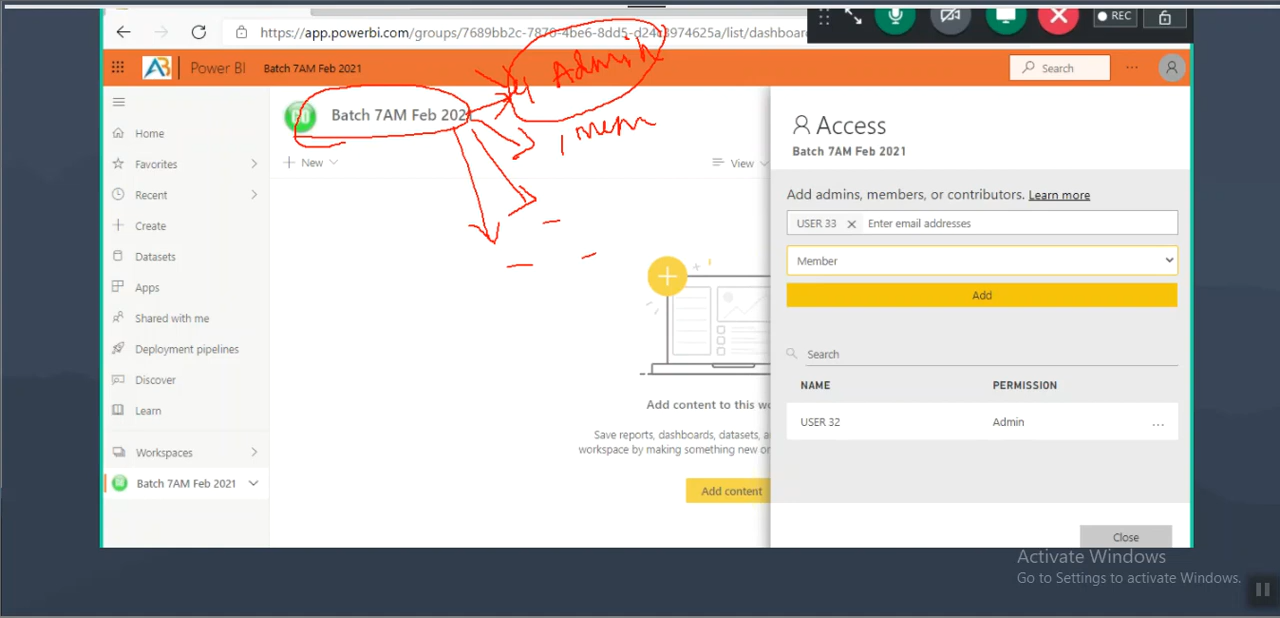 https://app.powerbi.com/groups/7689bb2c-7870-4be6-8dd5-d24c3974625a/list/dashboar
REC
Power BI
Batch 7AM Feb 2021
Search
Admin
Batch 7AM Feb 2021
mem
New
View
Home
Favorites
Recent
Create
Datasets
Apps
Shared with me
Deployment pipelines
Discover
Learn
Workspaces
Batch 7AM Feb 2021
Add content to this wo
Save reports, dashboards, datasets, a
workspace by making something new or
Add content
Access
Batch 7AM Feb 2021
Add admins, members, or contributors. Learn more
USER 33 Enter email addresses
Member
Add
Search
NAME PERMISSION
USER 32 Admin
Close
Activate Windows
Go to Settings to activate Windows.